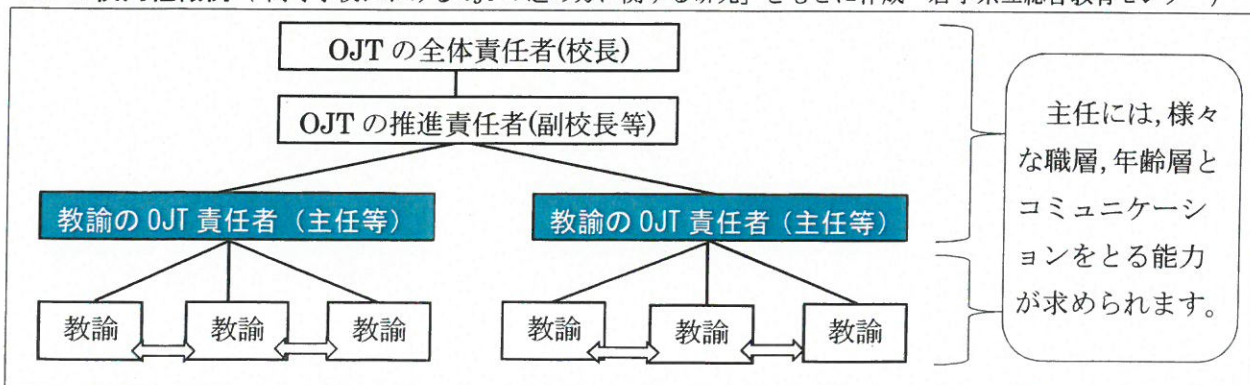 OJTの全体責任者(校長)
OJTの推進責任者(副校長等)
教諭のOJT責任者（主任等）
教諭のOJT責任者（主任等）
教諭
教諭
教諭
教諭
教諭
教諭
主任には,様々
な職層,年齢層と
コミュニケーシ
ョンをとる能力
が求められます。